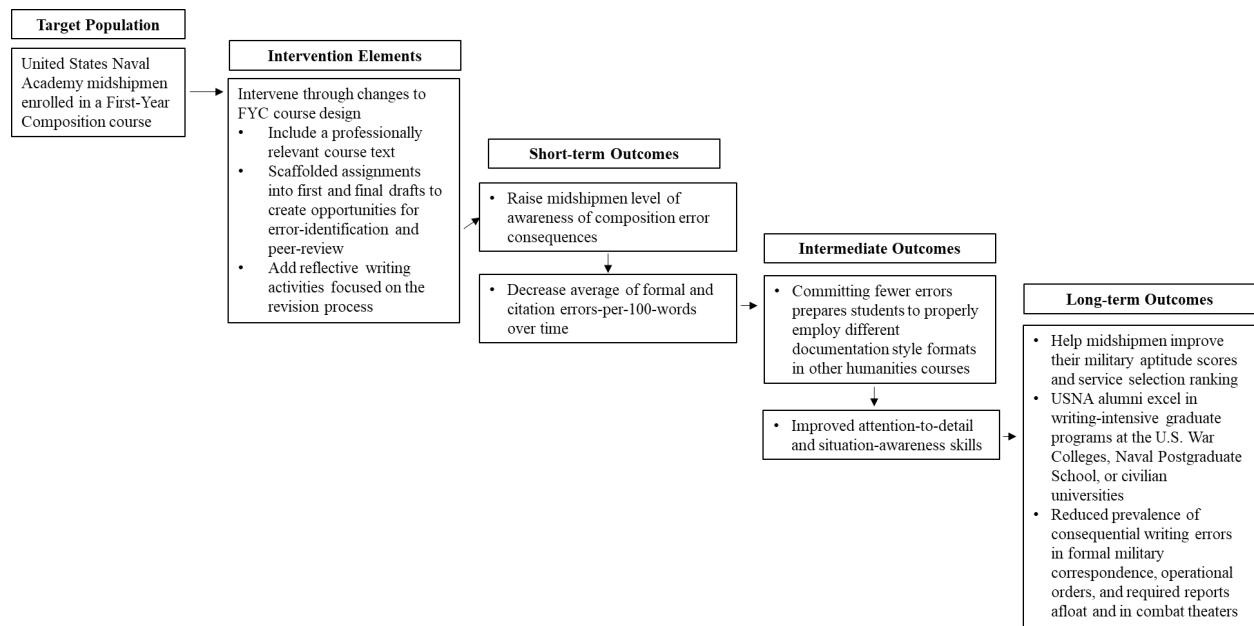 Target Population
United States Naval
Academy midshipmen
enrolled in a First-Year
Composition course
Intervention Elements
Intervene through changes to
FYC course design
• Include a professionally
relevant course text
• Scaffolded assignments
into first and final drafts to
create opportunities for
error-identification and
peer-review
• Add reflective writing
activities focused on the
revision process
Short-term Outcomes
• Raise midshipmen level of
awareness of composition error
consequences
• Decrease average of formal and
citation errors-per-100-words
over time
Intermediate Outcomes
• Committing fewer errors
prepares students to properly
employ different
documentation style formats
in other humanities courses
• Improved attention-to-detail
and situation-awareness skills
Long-term Outcomes
• Help midshipmen improve
their military aptitude scores
and service selection ranking
• USNA alumni excel in
writing-intensive graduate
programs at the U.S. War
Colleges, Naval Postgraduate
School, or civilian
universities
• Reduced prevalence of
consequential writing errors
in formal military
correspondence, operational
orders, and required reports
afloat and in combat theaters